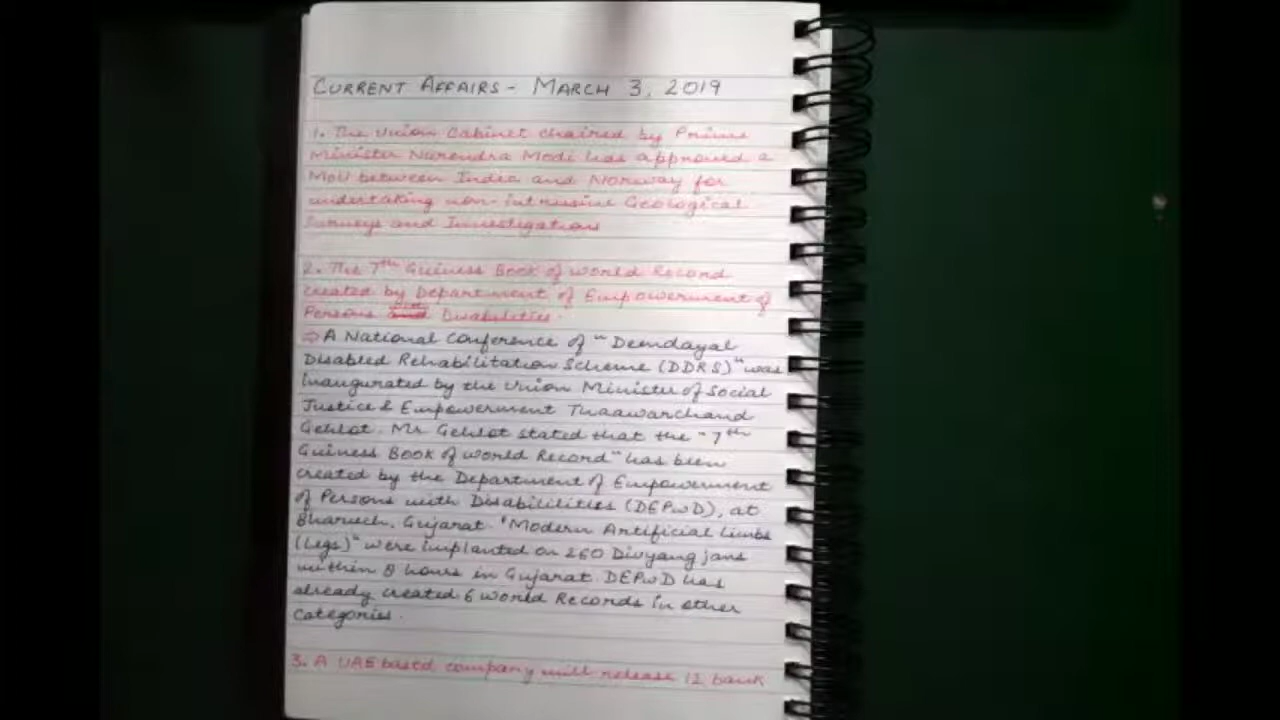 CURRENT AFFAIRS - MARCH 3, 2019
1. The Union Cabinet chaired by Prime
Minister Narendra Modi has approved a
MoU between India and Norway for
undertaking non-intrusive Geological
Surveys and Investigations
2. The 7th Guiness Book of World Record
created by Department of Empowerment of
Persons Disabilities.
⇒ A National Conference of "Deendayal
Disabled Rehabilitation Scheme (DDRS)" was
inaugurated by the Union Minister of Social
Justice & Empowerment Thaawarchand
Gehlot. Mr Gehlot stated that the "7th
Guiness Book of World Record" has been
created by the Department of Empowerment
of Persons with Disabililities (DEPwD), at
Bharuch, Gujarat. "Modern Artificial Limbs
(Legs)" were implanted on 260 Divyangjans
within 8 hours in Gujarat. DEPwD has
already created 6 World Records in other
categories.
3. A UAE based company will release 12 bank